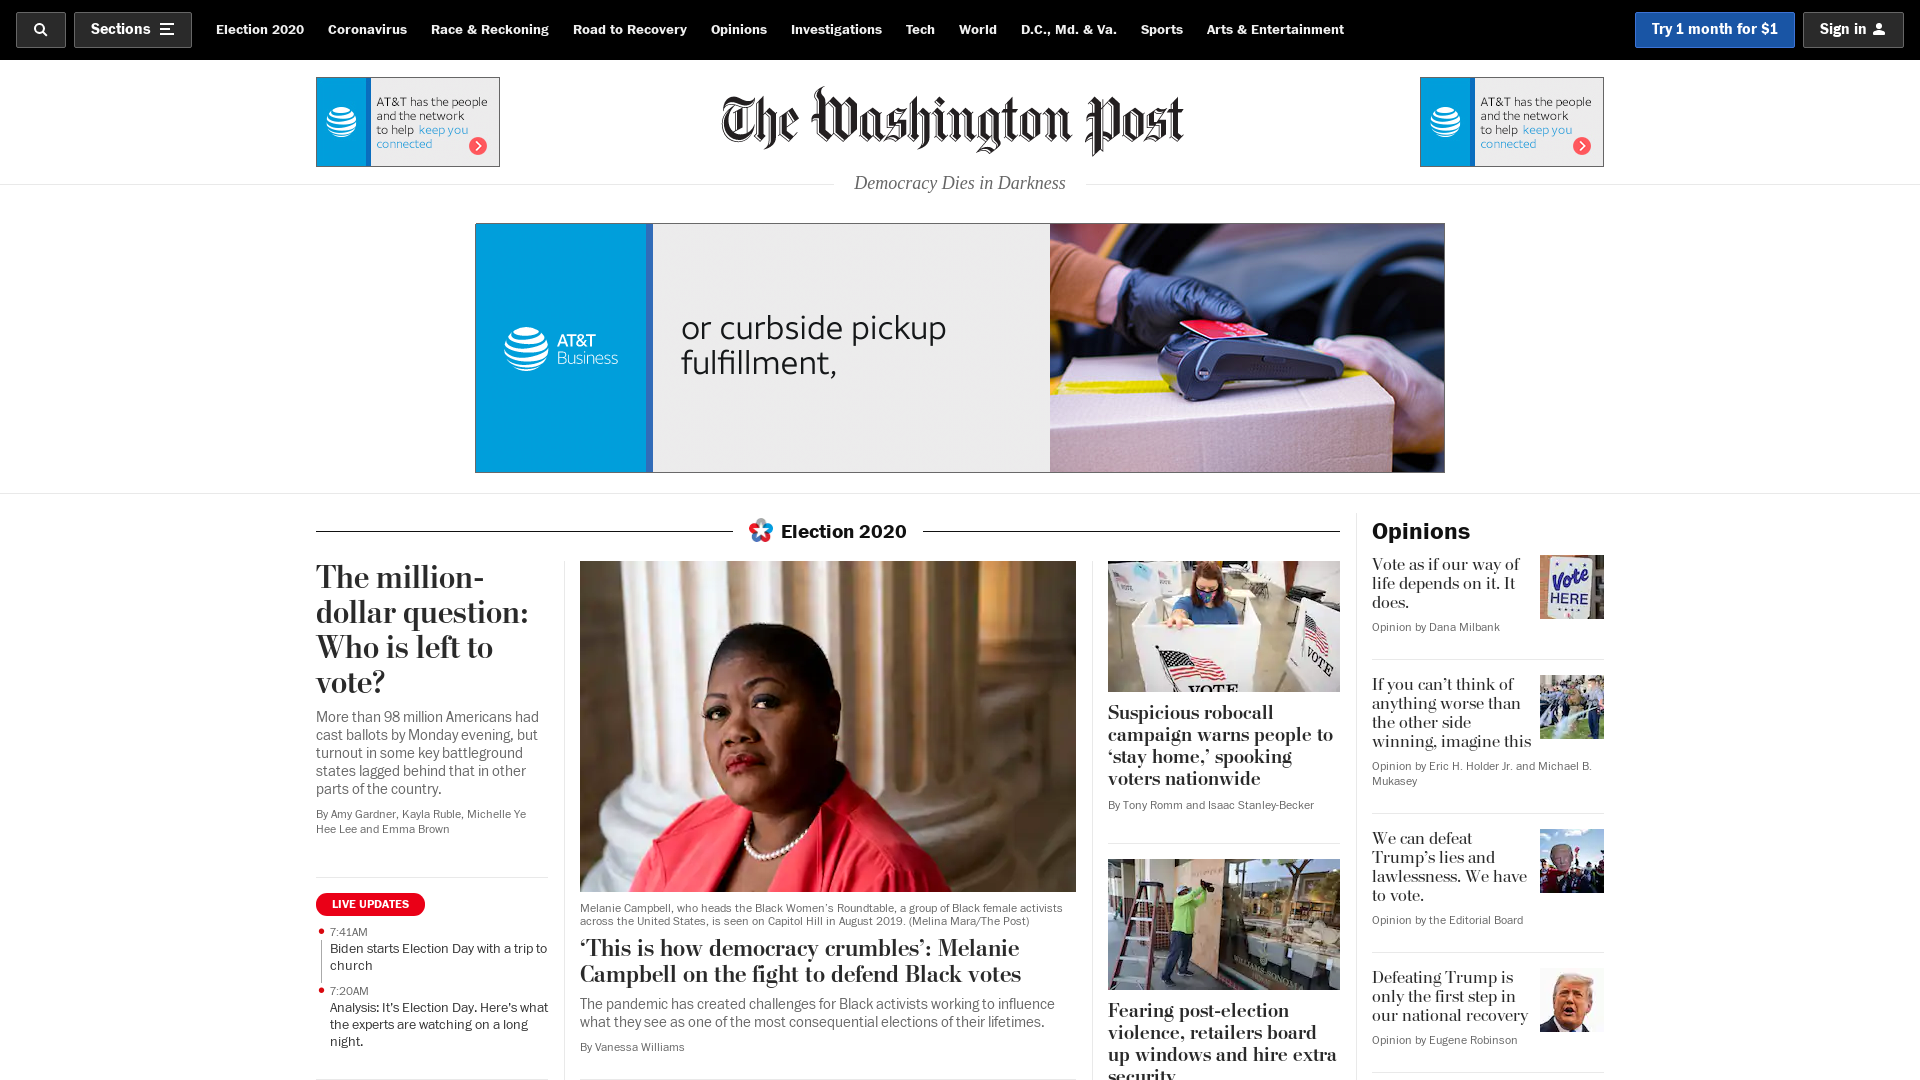 Sections
Election 2020
Coronavirus
Race & Reckoning
Road to Recovery
Opinions
Investigations
Tech
World
D.C., Md. & Va.
Sports
Arts & Entertainment
Try 1 month for $1
Sign in
AT&T has the people
and the network
to help keep you
connected
The Washington Post
AT&T has the people
and the network
to help keep you
connected
Democracy Dies in Darkness
AT&T
Business
or curbside pickup
fulfillment,
Election 2020
The million-
dollar question:
Who is left to
vote?
More than 98 million Americans had
cast ballots by Monday evening, but
turnout in some key battleground
states lagged behind that in other
parts of the country.
By Amy Gardner, Kayla Ruble, Michelle Ye
Hee Lee and Emma Brown
LIVE UPDATES
7:41AM
Biden starts Election Day with a trip to
church
7:20AM
Analysis: It's Election Day. Here's what
the experts are watching on a long
night.
Melanie Campbell, who heads the Black Women's Roundtable, a group of Black female activists
across the United States, is seen on Capitol Hill in August 2019. (Melina Mara/The Post)
‘This is how democracy crumbles’: Melanie
Campbell on the fight to defend Black votes
The pandemic has created challenges for Black activists working to influence
what they see as one of the most consequential elections of their lifetimes.
By Vanessa Williams
VOTE
VOTE
Suspicious robocall
campaign warns people to
‘stay home,’ spooking
voters nationwide
By Tony Romm and Isaac Stanley-Becker
WILLIAMS-SONOMA
Fearing post-election
violence, retailers board
up windows and hire extra
security
Opinions
Vote as if our way of
life depends on it. It
does.
Opinion by Dana Milbank
Vote
HERE
If you can’t think of
anything worse than
the other side
winning, imagine this
Opinion by Eric H. Holder Jr. and Michael B.
Mukasey
We can defeat
Trump’s lies and
lawlessness. We have
to vote.
Opinion by the Editorial Board
Defeating Trump is
only the first step in
our national recovery
Opinion by Eugene Robinson